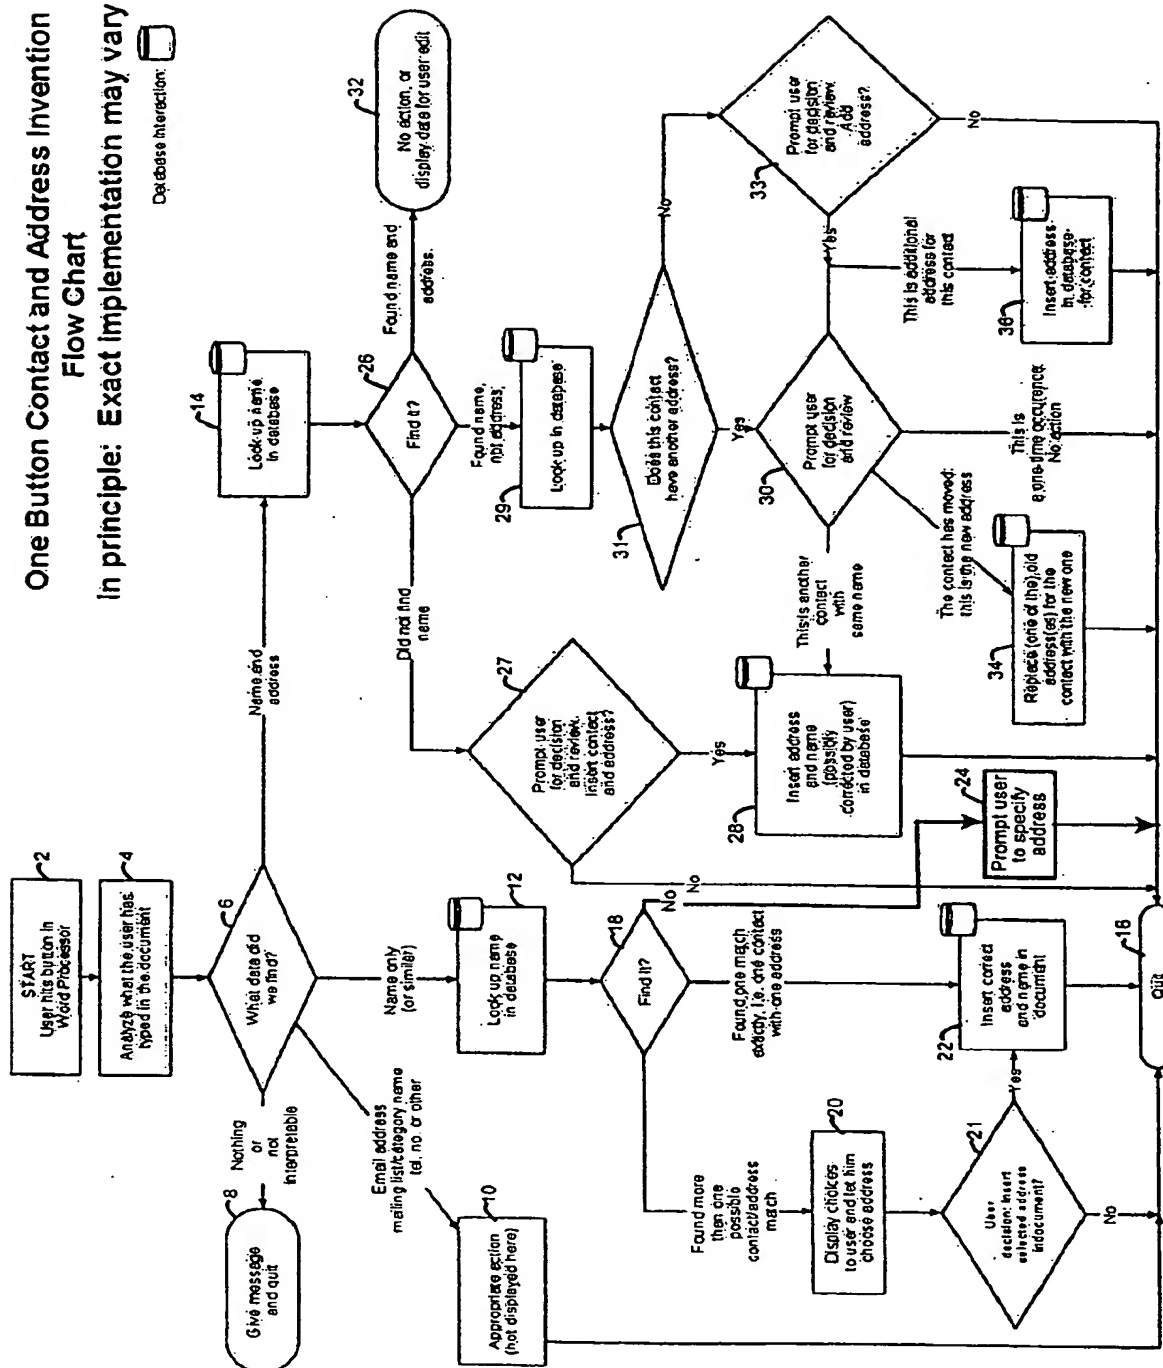 One Button Contact and Address Invention
Flow Chart
In principle: Exact implementation may vary
Database Interaction:
START
User hits button in
Word Processor
2
Analyze what the user has
typed in the document
4
What data did
we find?
6
Nothing
or
not
interpretable
Give message
and quit
8
Email address
mailing list/category name
tel. no. or other
Appropriate action
(not displayed here)
10
Name only
(or similar)
Look up name
in database
12
Name and
address
Look up name
in database
14
Find it?
18
Found more
then one
possible
contact/address
mach
Display choices
to user and let him
choose address
20
User
decision: Insert
selected address
in document?
21
Yes
No
Found one match
exactly, i.e. one contact
with one address
Insert correct
address
and name in
document
22
No
Prompt user
to specify
address
24
Quit
16
Find it?
26
Found name and
address.
No action, or
display data for user edit
32
Did not find
name
Prompt user
for decision
and review.
Insert contact
and address?
27
Yes
No
Insert address
and name
(possibly
corrected by user)
in database
28
Found name,
not address
Look up in database
29
Does this contact
have another address?
31
Yes
No
Prompt user
for decision
and review
30
Prompt user
for decision
and review.
Add
address?
33
Yes
No
This is another
contact
with
same name
The contact has moved:
this is the new address
Replace (one of the) old
address(es) for the
contact with the new one
34
This is
a one-time occurence
No action
This is additional
address for
this contact
Insert address
in database
for contact
36